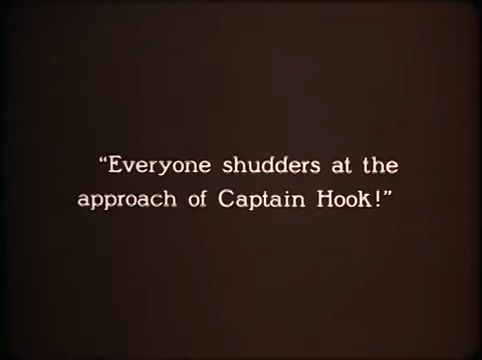 “Everyone shudders at the
approach of Captain Hook!”